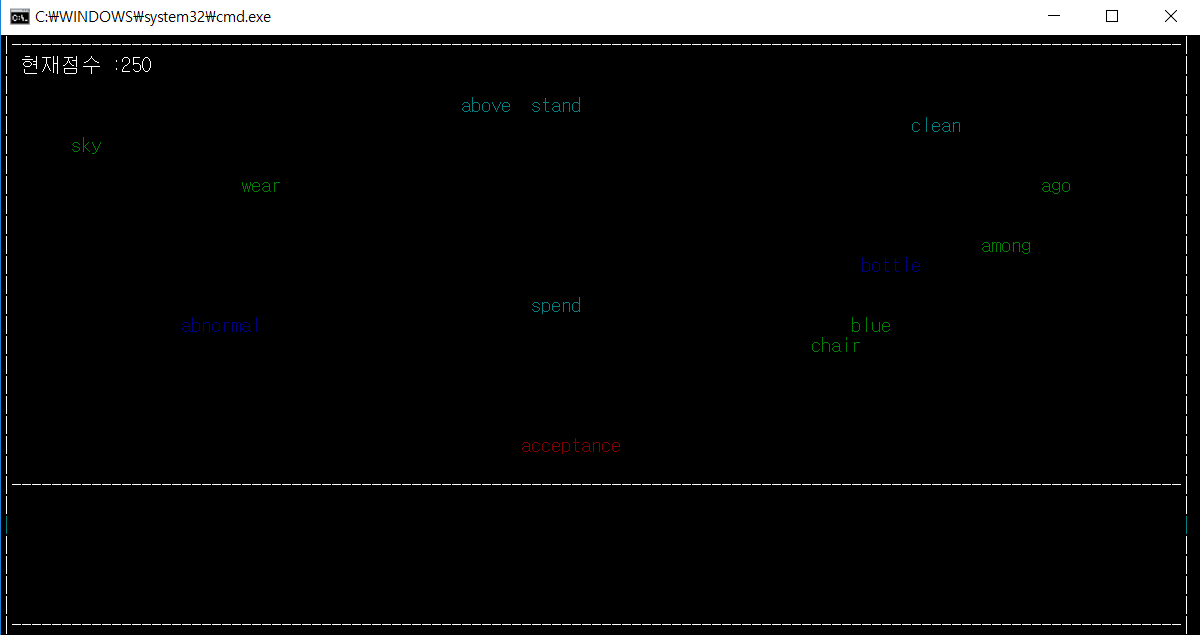 C:₩WINDOWS₩system32₩cmd.exe
현재점수 :250
above stand
clean
sky
wear ago
among
bottle
spend
abnormal blue
chair
acceptance